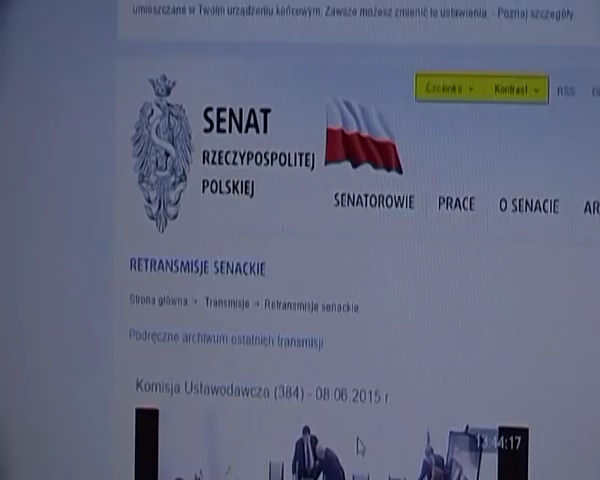 umieszczane w Twoim urządzeniu końcowym. Zawsze możesz zmienić te ustawienia. - Poznaj szczegóły
Czcionka Kontrast RSS
SENAT
RZECZYPOSPOLITEJ
POLSKIEJ
SENATOROWIE PRACE O SENACIE AR
RETRANSMISJE SENACKIE
Strona główna → Transmisje → Retransmisje senackie
Podręczne archiwum ostatnich transmisji
Komisja Ustawodawcza (384) - 08.06.2015 r
44:17